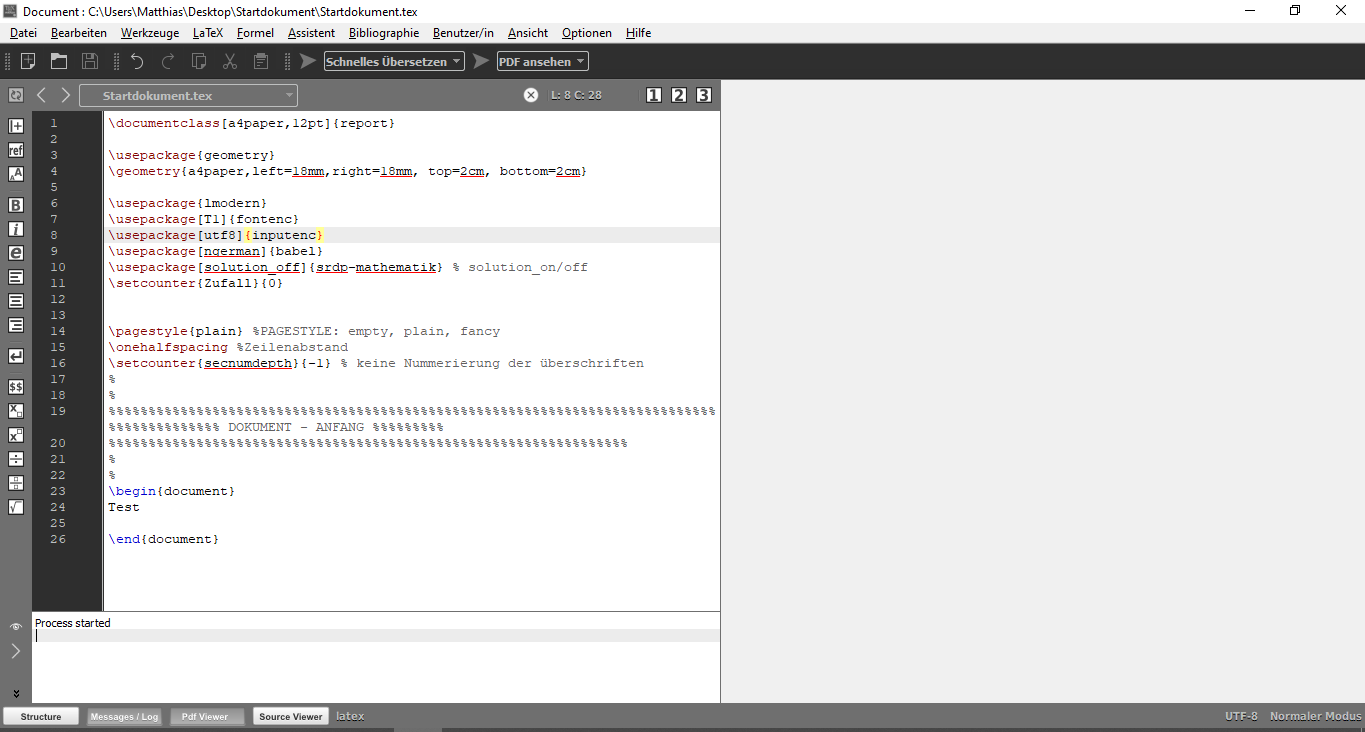 Document : C:\Users\Matthias\Desktop\Startdokument\Startdokument.tex
Datei Bearbeiten Werkzeuge LaTeX Formel Assistent Bibliographie Benutzer/in Ansicht Optionen Hilfe
Schnelles Übersetzen PDF ansehen
Startdokument.tex L: 8 C: 28 1 2 3
1 \documentclass[a4paper,12pt]{report}
2
ref 3 \usepackage{geometry}
4 \geometry{a4paper,left=18mm,right=18mm, top=2cm, bottom=2cm}
5
6 \usepackage{lmodern}
7 \usepackage[T1]{fontenc}
8 \usepackage[utf8]{inputenc}
9 \usepackage[ngerman]{babel}
10 \usepackage[solution_off]{srdp-mathematik} % solution_on/off
11 \setcounter{Zufall}{0}
12
13
14 \pagestyle{plain} %PAGESTYLE: empty, plain, fancy
15 \onehalfspacing %Zeilenabstand
16 \setcounter{secnumdepth}{-1} % keine Nummerierung der überschriften
17 %
18 %
19 %%%%%%%%%%%%%%%%%%%%%%%%%%%%%%%%%%%%%%%%%%%%%%%%%%%%%%%%%%%%%%%%%%%%%%%%%%%%%%
%%%%%%%%%%%%%% DOKUMENT - ANFANG %%%%%%%%%
20 %%%%%%%%%%%%%%%%%%%%%%%%%%%%%%%%%%%%%%%%%%%%%%%%%%%%%%%%%%%%%%%%%
21 %
22 %
23 \begin{document}
24 Test
25
26 \end{document}
Process started
Structure Messages / Log Pdf Viewer Source Viewer latex UTF-8 Normaler Modus